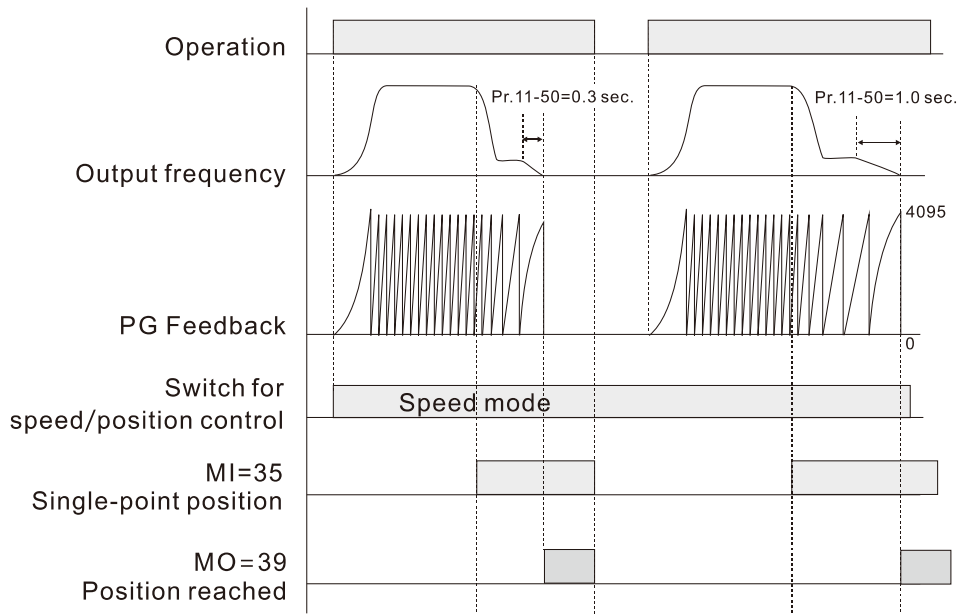 Operation
Pr.11-50=0.3 sec.
Pr.11-50=1.0 sec.
Output frequency
4095
PG Feedback
0
Switch for
speed/position control
Speed mode
MI=35
Single-point position
MO=39
Position reached